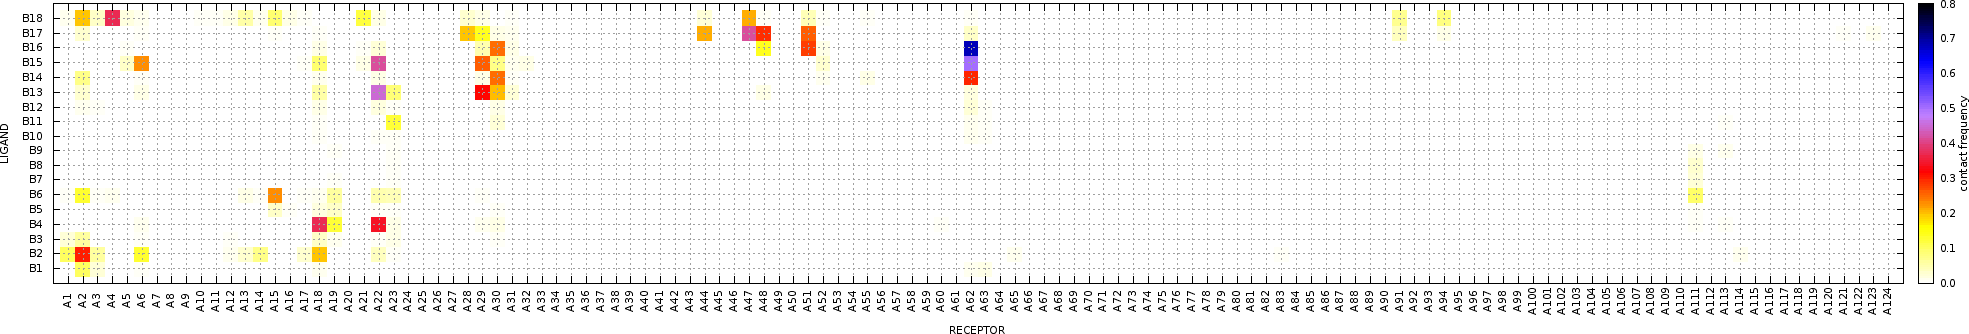 B18
B17
B16
B15
B14
B13
B12
B11
B10
B9
B8
B7
B6
B5
B4
B3
B2
B1
LIGAND
A1 A2 A3 A4 A5 A6 A7 A8 A9 A10 A11 A12 A13 A14 A15 A16 A17 A18 A19 A20 A21 A22 A23 A24 A25 A26 A27 A28 A29 A30 A31 A32 A33 A34 A35 A36 A37 A38 A39 A40 A41 A42 A43 A44 A45 A46 A47 A48 A49 A50 A51 A52 A53 A54 A55 A56 A57 A58 A59 A60 A61 A62 A63 A64 A65 A66 A67 A68 A69 A70 A71 A72 A73 A74 A75 A76 A77 A78 A79 A80 A81 A82 A83 A84 A85 A86 A87 A88 A89 A90 A91 A92 A93 A94 A95 A96 A97 A98 A99 A100 A101 A102 A103 A104 A105 A106 A107 A108 A109 A110 A111 A112 A113 A114 A115 A116 A117 A118 A119 A120 A121 A122 A123 A124
RECEPTOR
0.8
0.7
0.6
0.5
0.4
0.3
0.2
0.1
0.0
contact frequency